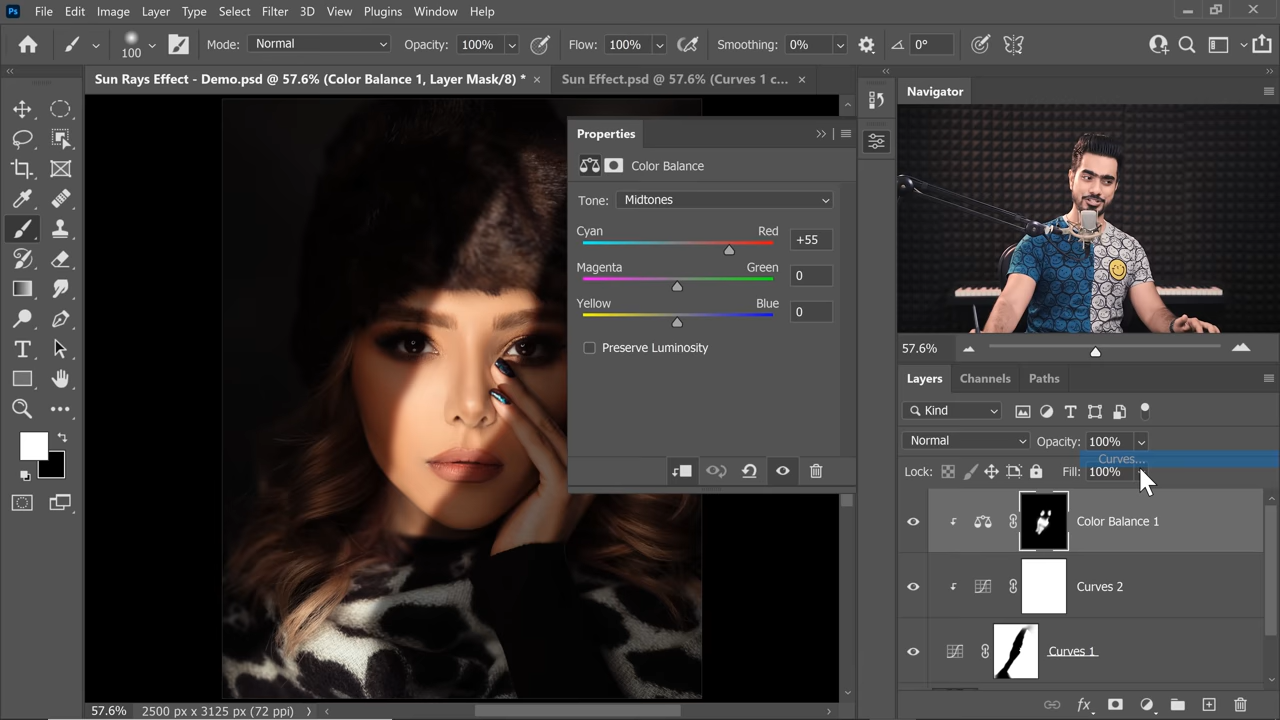 Ps File Edit Image Layer Type Select Filter 3D View Plugins Window Help
100 Mode: Normal Opacity: 100% Flow: 100% Smoothing: 0% 0°
Sun Rays Effect - Demo.psd @ 57.6% (Color Balance 1, Layer Mask/8) * × Sun Effect.psd @ 57.6% (Curves 1 c... ×
Navigator
57.6%
Properties
Color Balance
Tone: Midtones
Cyan Red +55
Magenta Green 0
Yellow Blue 0
Preserve Luminosity
Layers Channels Paths
Kind
Normal Opacity: 100%
Curves...
Lock: Fill: 100%
Color Balance 1
Curves 2
Curves 1
fx
57.6% 2500 px x 3125 px (72 ppi)